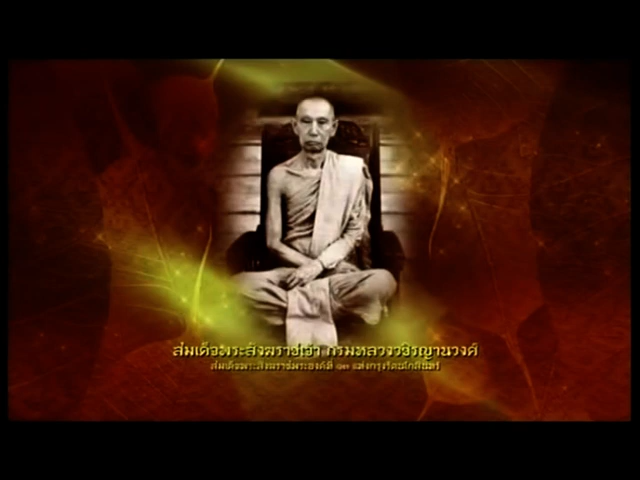 สมเด็จพระสังฆราชเจ้า กรมหลวงวชิรญาณวงศ์
สมเด็จพระสังฆราชพระองค์ที่ ๑๓ แห่งกรุงรัตนโกสินทร์